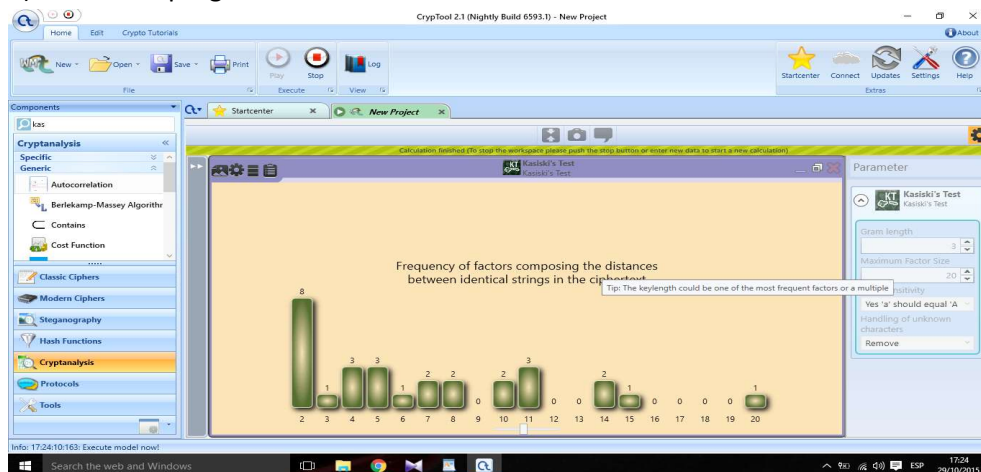 CrypTool 2.1 (Nightly Build 6593.1) - New Project
Home Edit Crypto Tutorials
About
New Open Save Print Play Stop Log
Startcenter Connect Updates Settings Help
File Execute View Extras
Components
Startcenter New Project
kas
Cryptanalysis
Specific
Generic
Autocorrelation
Berlekamp-Massey Algorithr
Contains
Cost Function
Classic Ciphers
Modern Ciphers
Steganography
Hash Functions
Cryptanalysis
Protocols
Tools
Calculation finished (To stop the workspace please push the stop button or enter new data to start a new calculation)
KT Kasiski's Test
Kasiski's Test
Frequency of factors composing the distances
between identical strings in the ciphertext
Tip: The keylength could be one of the most frequent factors or a multiple
8 1 3 3 1 2 2 0 2 3 0 0 2 1 0 0 0 0 1
2 3 4 5 6 7 8 9 10 11 12 13 14 15 16 17 18 19 20
Parameter
KT Kasiski's Test
Kasiski's Test
Gram length
3
Maximum Factor Size
20
Yes 'a' should equal 'A
Handling of unknown
characters
Remove
Info: 17:24:10:163: Execute model now!
Search the web and Windows
ESP
17:24
29/10/2015